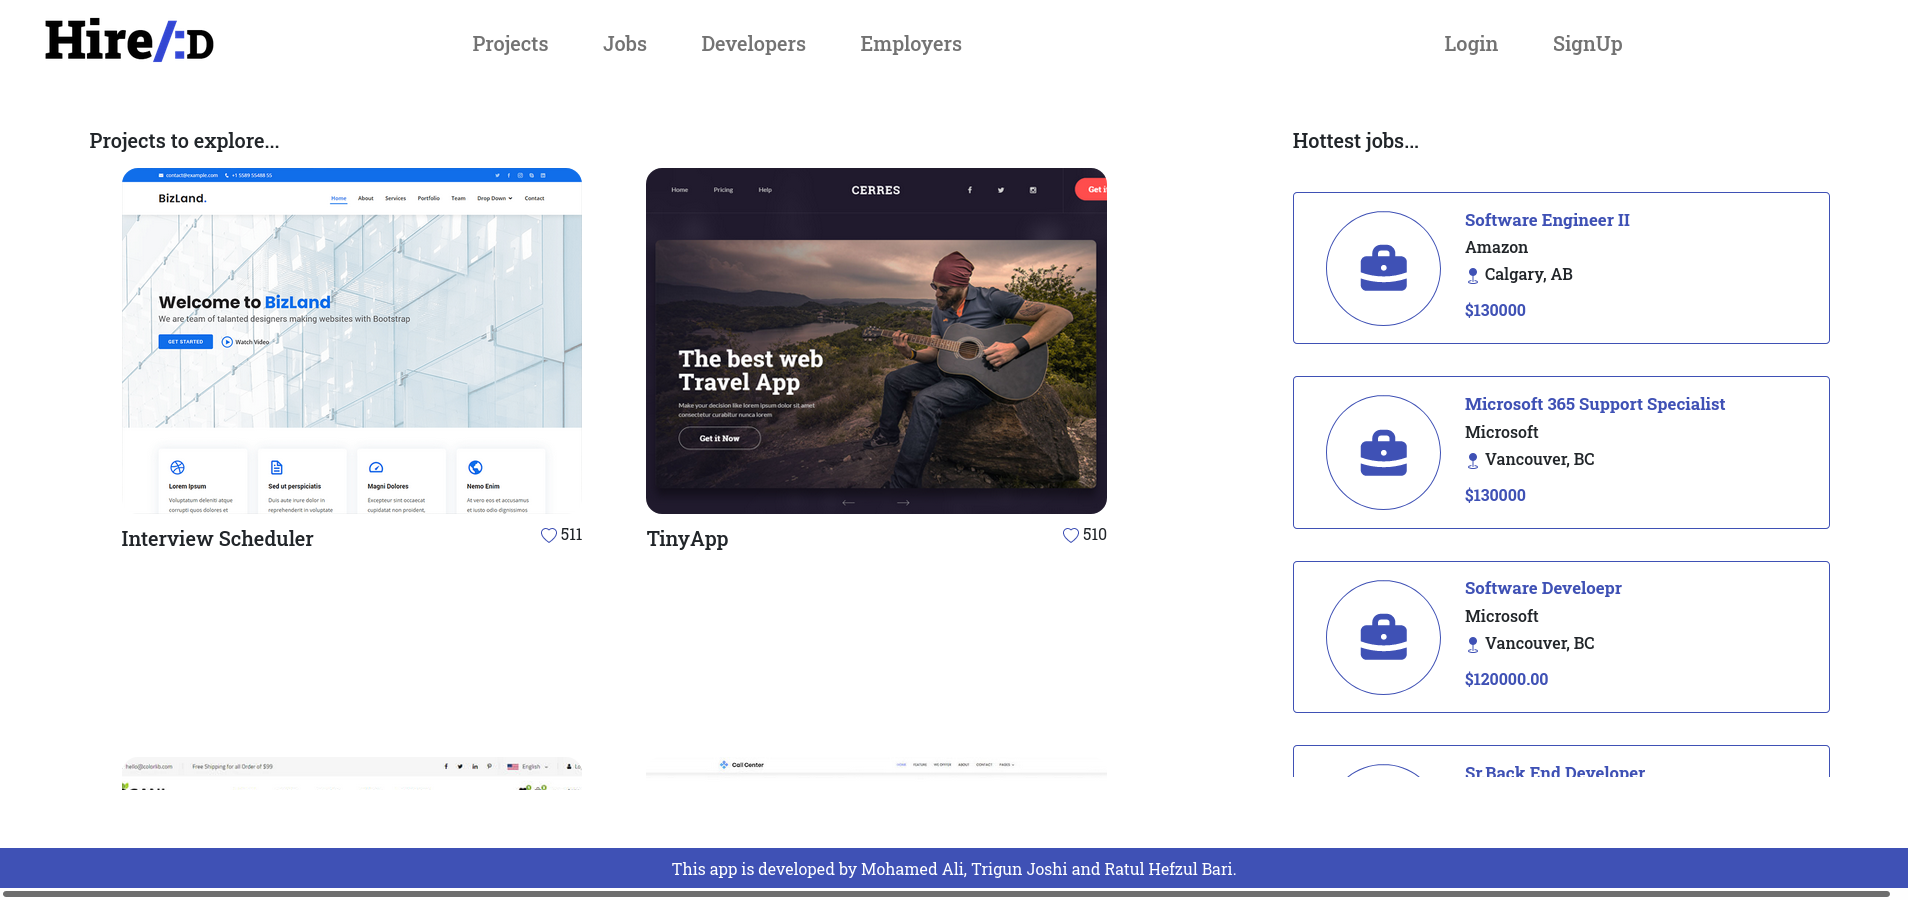 Hire/:D
Projects
Jobs
Developers
Employers
Login
SignUp
Projects to explore...
contact@example.com
+1 5589 55488 55
BizLand.
Home
About
Services
Portfolio
Team
Drop Down
Contact
Welcome to BizLand
We are team of talanted designers making websites with Bootstrap
GET STARTED
Watch Video
Lorem Ipsum
Voluptatum deleniti atque
corrupti quos dolores et
Sed ut perspiciatis
Duis aute irure dolor in
reprehenderit in voluptate
Magni Dolores
Excepteur sint occaecat
cupidatat non proident,
Nemo Enim
At vero eos et accusamus
et iusto odio dignissimos
Interview Scheduler
511
Home
Pricing
Help
CERRES
Get i
The best web
Travel App
Make your decision like lorem ipsum dolor sit amet
consectetur curabitur nunca lorem
Get it Now
TinyApp
510
hello@colorlib.com
Free Shipping for all Order of $99
English
Call Center
HOME
FEATURE
ABOUT
CONTACT
PAGES
Hottest jobs...
Software Engineer II
Amazon
Calgary, AB
$130000
Microsoft 365 Support Specialist
Microsoft
Vancouver, BC
$130000
Software Develoepr
Microsoft
Vancouver, BC
$120000.00
Sr Back End Developer
This app is developed by Mohamed Ali, Trigun Joshi and Ratul Hefzul Bari.